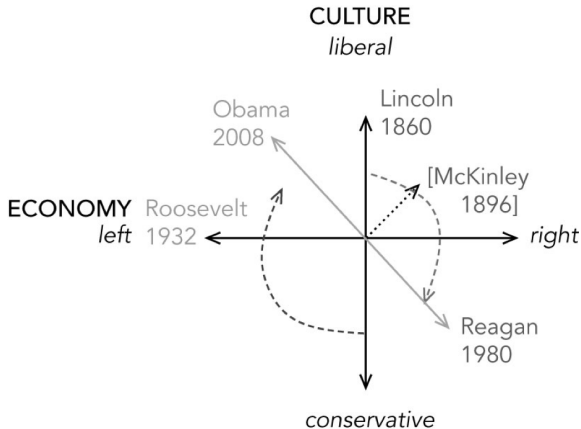 CULTURE
liberal
Obama
2008
Lincoln
1860
[McKinley
1896]
ECONOMY
left
Roosevelt
1932
right
Reagan
1980
conservative